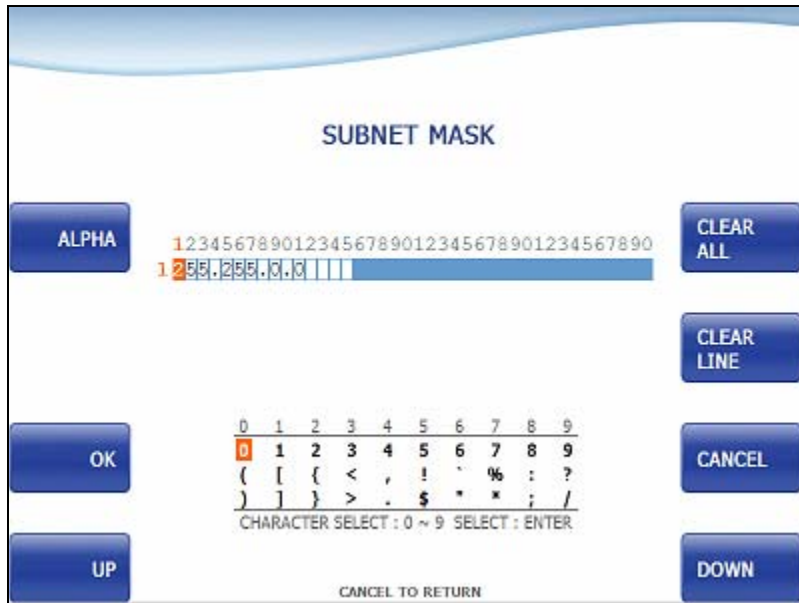 SUBNET MASK
ALPHA
CLEAR ALL
1234567890123456789012345678901234567890
1 255.255.0.0
CLEAR LINE
0 1 2 3 4 5 6 7 8 9
OK
0 1 2 3 4 5 6 7 8 9
( [ { < , ! ` % : ?
) ] } > . $ " * ; /
CANCEL
CHARACTER SELECT : 0 ~ 9 SELECT : ENTER
UP
DOWN
CANCEL TO RETURN